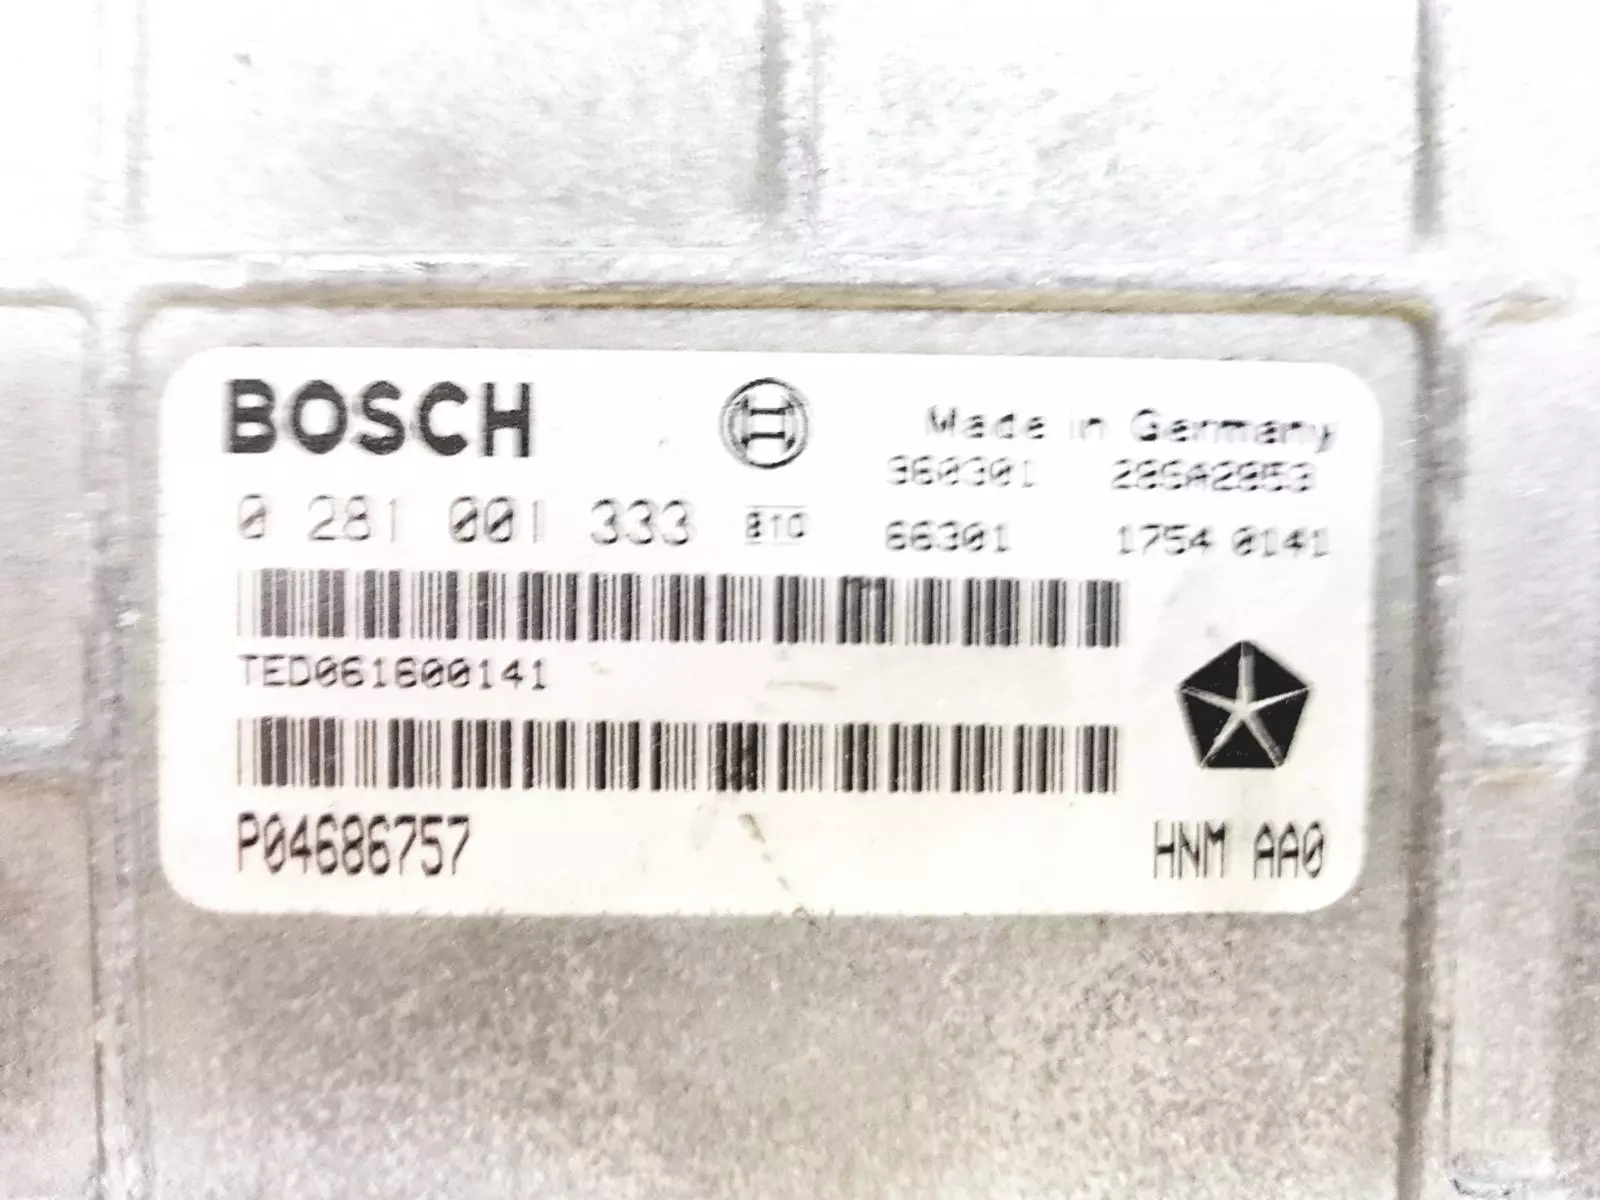 BOSCH
Made in Germany
960301 28SA2853
0 281 001 333 66301 1754 0141
TED061600141
P04686757
HNM AA0